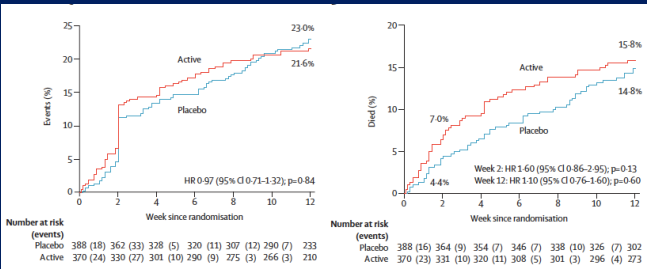 25
20
15
10
5
0
Events (%)
Active
Placebo
23·0%
21·6%
HR 0·97 (95% CI 0·71–1·32); p=0·84
0 2 4 6 8 10 12
Week since randomisation
Number at risk
(events)
Placebo 388 (18) 362 (33) 328 (5) 320 (11) 307 (12) 290 (7) 233
Active 370 (24) 330 (27) 301 (10) 290 (9) 275 (3) 266 (3) 210
20
15
10
5
0
Died (%)
Active
Placebo
15·8%
14·8%
7·0%
4·4%
Week 2: HR 1·60 (95% CI 0·86–2·95); p=0·13
Week 12: HR 1·10 (95% CI 0·76–1·60); p=0·60
0 2 4 6 8 10 12
Week since randomisation
Number at risk
(events)
Placebo 388 (16) 364 (9) 354 (7) 346 (7) 338 (10) 326 (7) 302
Active 370 (23) 331 (10) 320 (11) 308 (5) 301 (3) 296 (4) 273